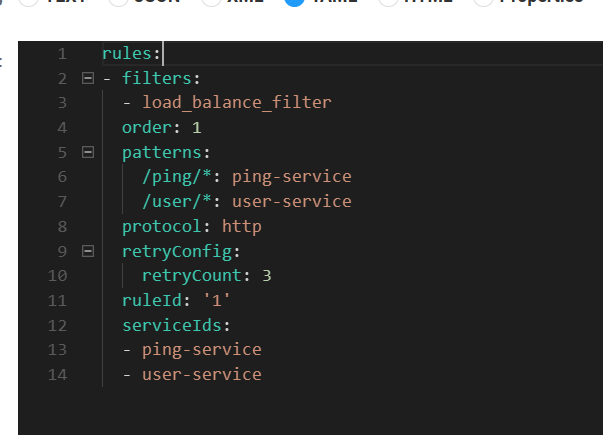 TEXT JSON XML YAML HTML Properties
1 rules:
2 - filters:
3 - load_balance_filter
4 order: 1
5 patterns:
6 /ping/*: ping-service
7 /user/*: user-service
8 protocol: http
9 retryConfig:
10 retryCount: 3
11 ruleId: '1'
12 serviceIds:
13 - ping-service
14 - user-service